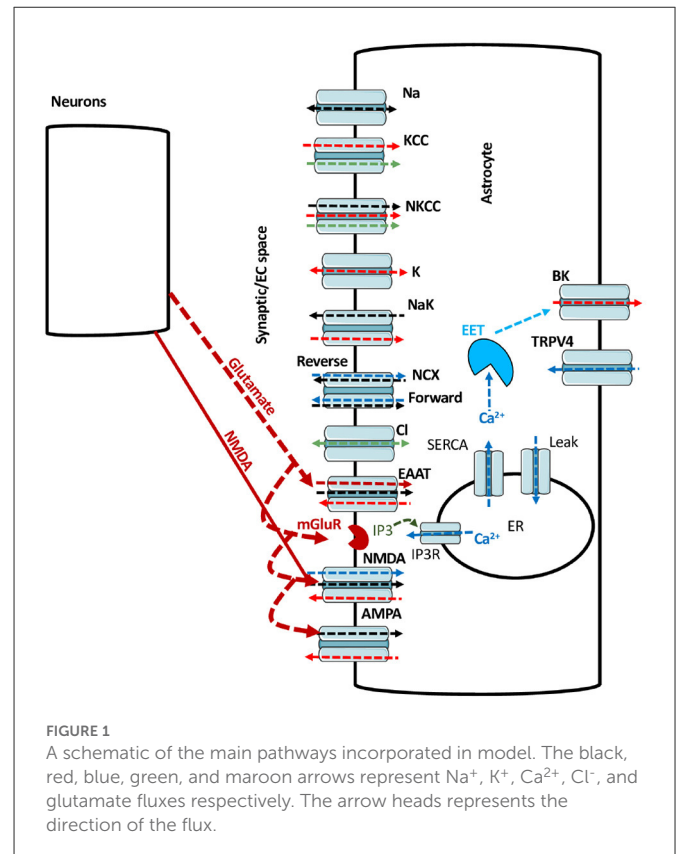 Neurons
Synaptic/EC space
Astrocyte
Na
KCC
NKCC
K
NaK
Reverse
NCX
Forward
Cl
EAAT
Glutamate
NMDA
mGluR
IP3
NMDA
AMPA
BK
EET
TRPV4
Ca²⁺
SERCA
Leak
ER
Ca²⁺
IP3R
FIGURE 1
A schematic of the main pathways incorporated in model. The black,
red, blue, green, and maroon arrows represent Na⁺, K⁺, Ca²⁺, Cl⁻, and
glutamate fluxes respectively. The arrow heads represents the
direction of the flux.